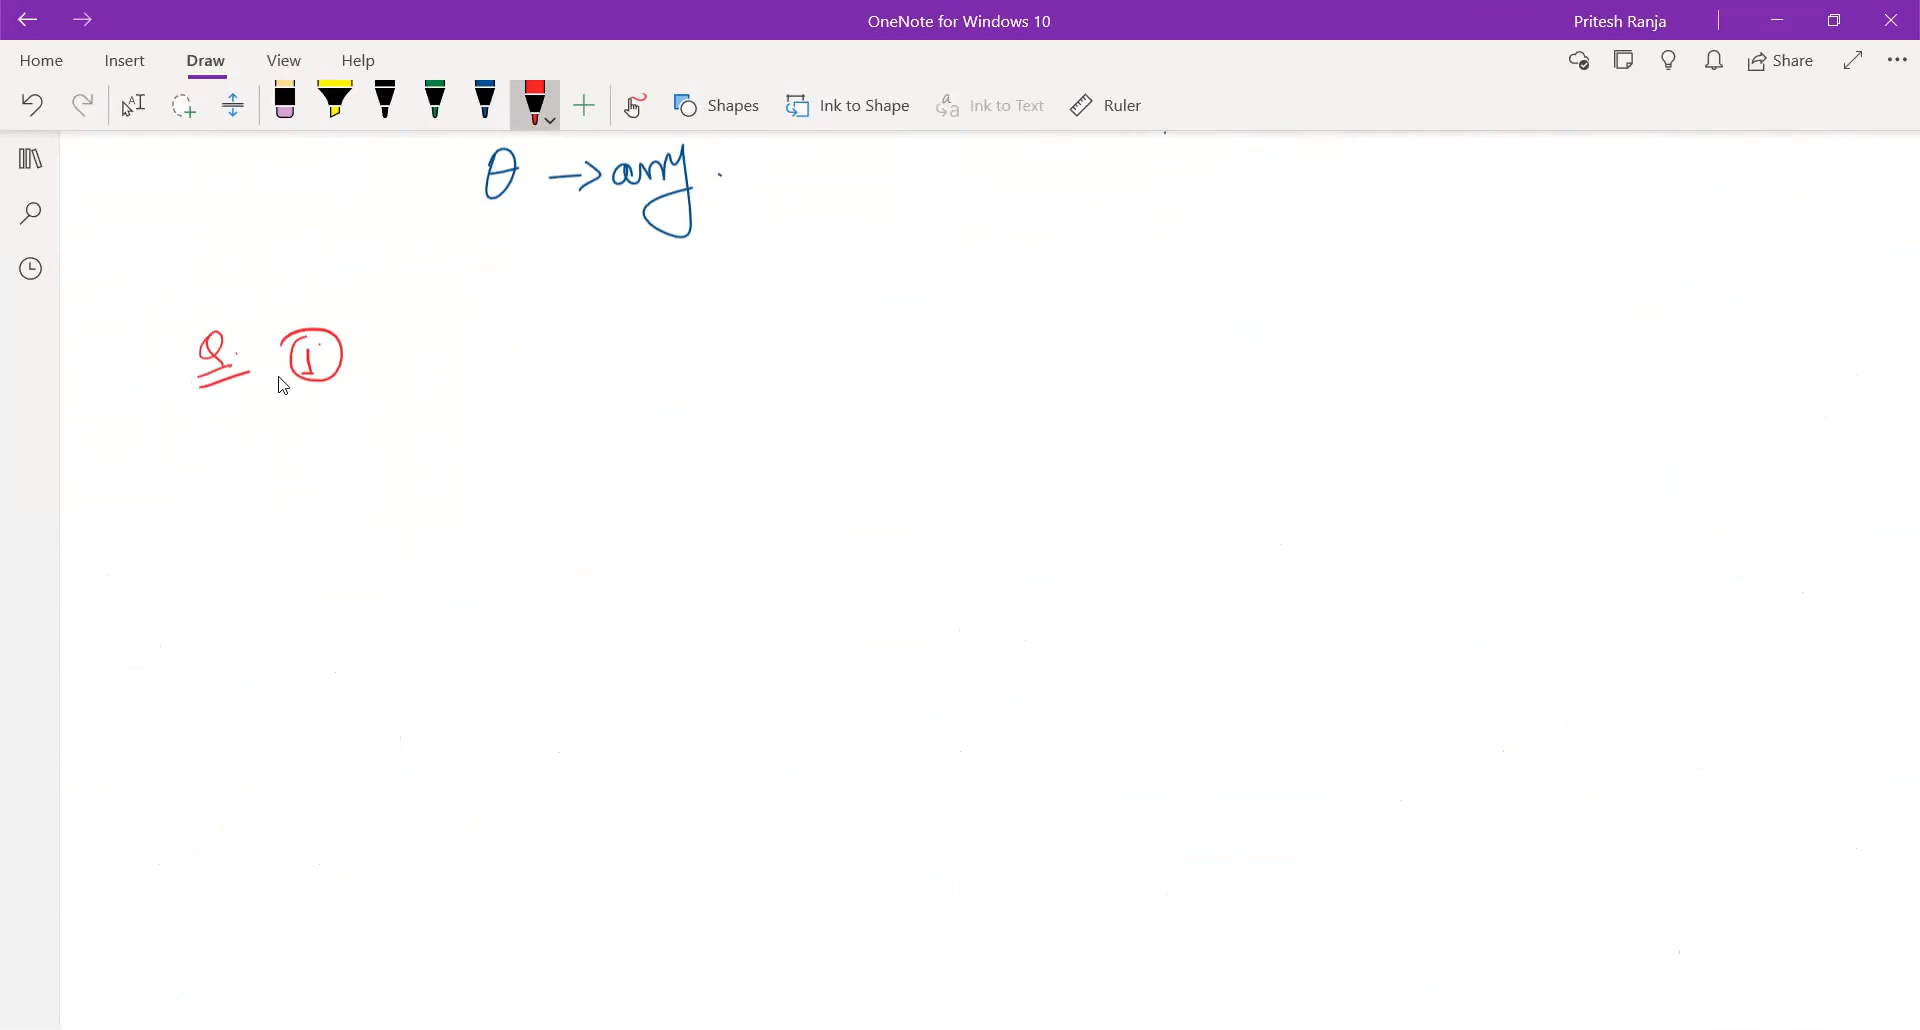 OneNote for Windows 10
Pritesh Ranja
Home Insert Draw View Help
Share
Shapes Ink to Shape Ink to Text Ruler
θ → any.
Q. ①